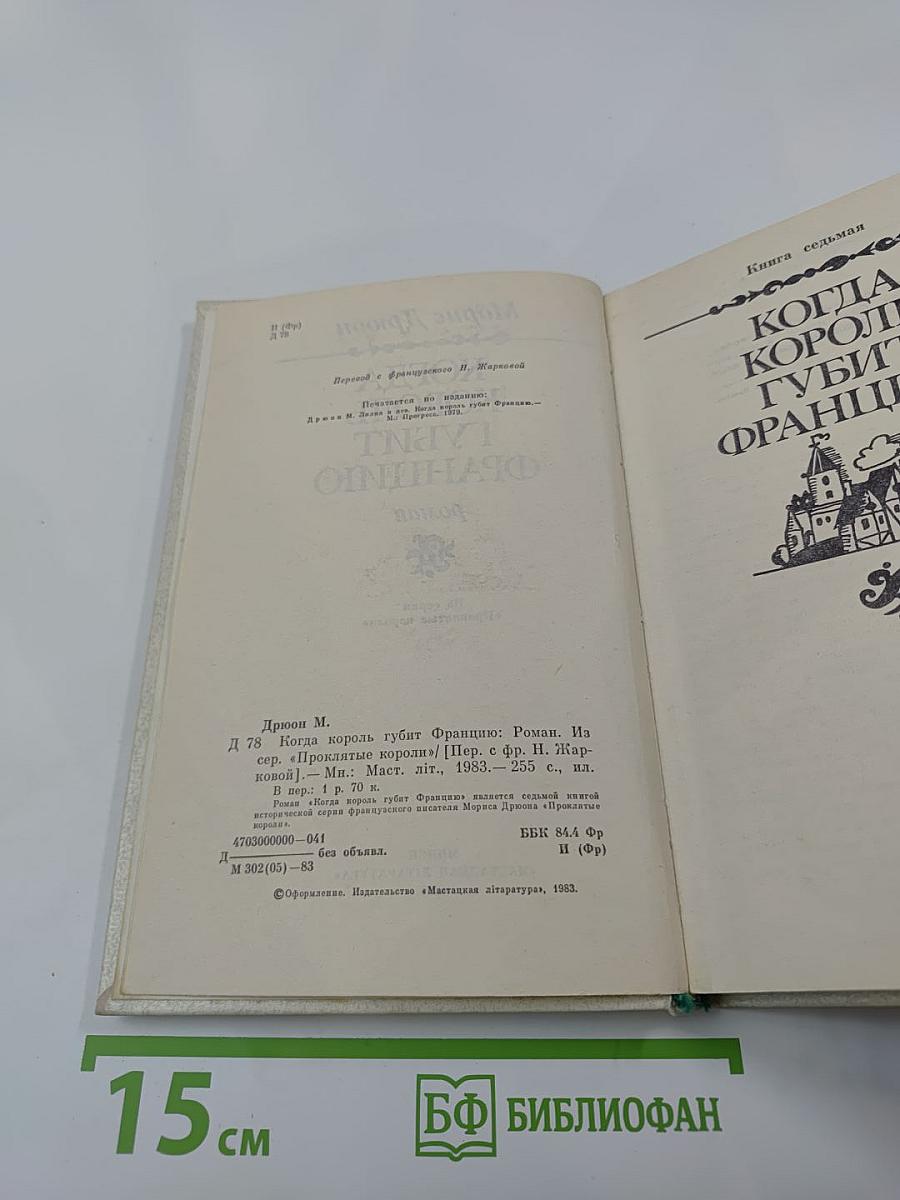 И (Фр)
Д 78
Перевод с французского Н. Жарковой
Печатается по изданию:
Дрюон М. Лилия и лев. Когда король губит Францию.—
М.: Прогресс. 1979.
Дрюон М.
Д 78 Когда король губит Францию: Роман. Из
сер. «Проклятые короли»/ [Пер. с фр. Н. Жар-
ковой].— Мн.: Маст. літ., 1983.— 255 с., ил.
В пер.: 1 р. 70 к.
Роман «Когда король губит Францию» является седьмой книгой
исторической серии французского писателя Мориса Дрюона «Проклятые
короли».
4703000000—041
Д———— без объявл.
М 302(05)—83
ББК 84.4 Фр
И (Фр)
©Оформление. Издательство «Мастацкая літаратура», 1983.
Книга седьмая
КОГДА
КОРОЛЬ
ГУБИТ
ФРАНЦИ
15 см
БФ БИБЛИОФАН